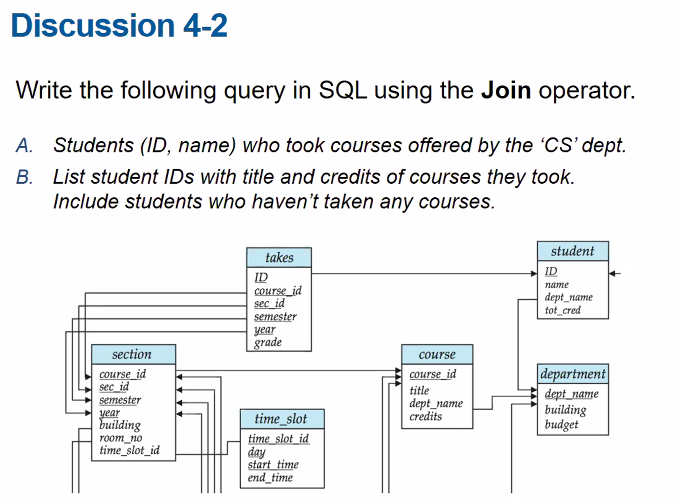 Discussion 4-2
Write the following query in SQL using the Join operator.
A. Students (ID, name) who took courses offered by the ‘CS’ dept.
B. List student IDs with title and credits of courses they took.
Include students who haven’t taken any courses.
takes
ID
course_id
sec_id
semester
year
grade
student
ID
name
dept_name
tot_cred
section
course_id
sec_id
semester
year
building
room_no
time_slot_id
course
course_id
title
dept_name
credits
department
dept_name
building
budget
time_slot
time_slot_id
day
start_time
end_time